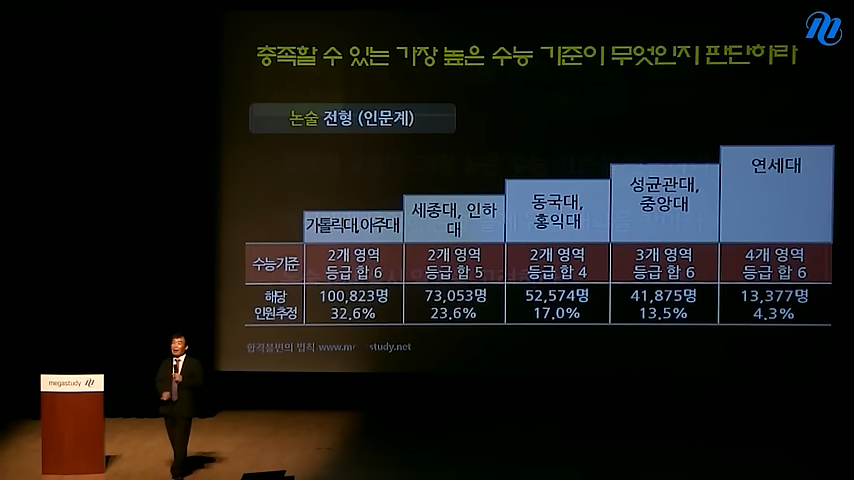 충족할 수 있는 가장 높은 수능 기준이 무엇인지 판단하라
논술 전형 (인문계)
가톨릭대,아주대
세종대, 인하
대
동국대,
홍익대
성균관대,
중앙대
연세대
수능기준
2개 영역
등급 합 6
2개 영역
등급 합 5
2개 영역
등급 합 4
3개 영역
등급 합 6
4개 영역
등급 합 6
해당
인원추정
100,823명
32.6%
73,053명
23.6%
52,574명
17.0%
41,875명
13.5%
13,377명
4.3%
합격불변의 법칙 www.m study.net
megastudy